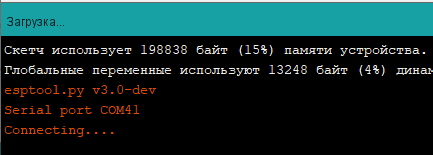 Загрузка...
Скетч использует 198838 байт (15%) памяти устройства.
Глобальные переменные используют 13248 байт (4%)
esptool.py v3.0-dev
Serial port COM41
Connecting....